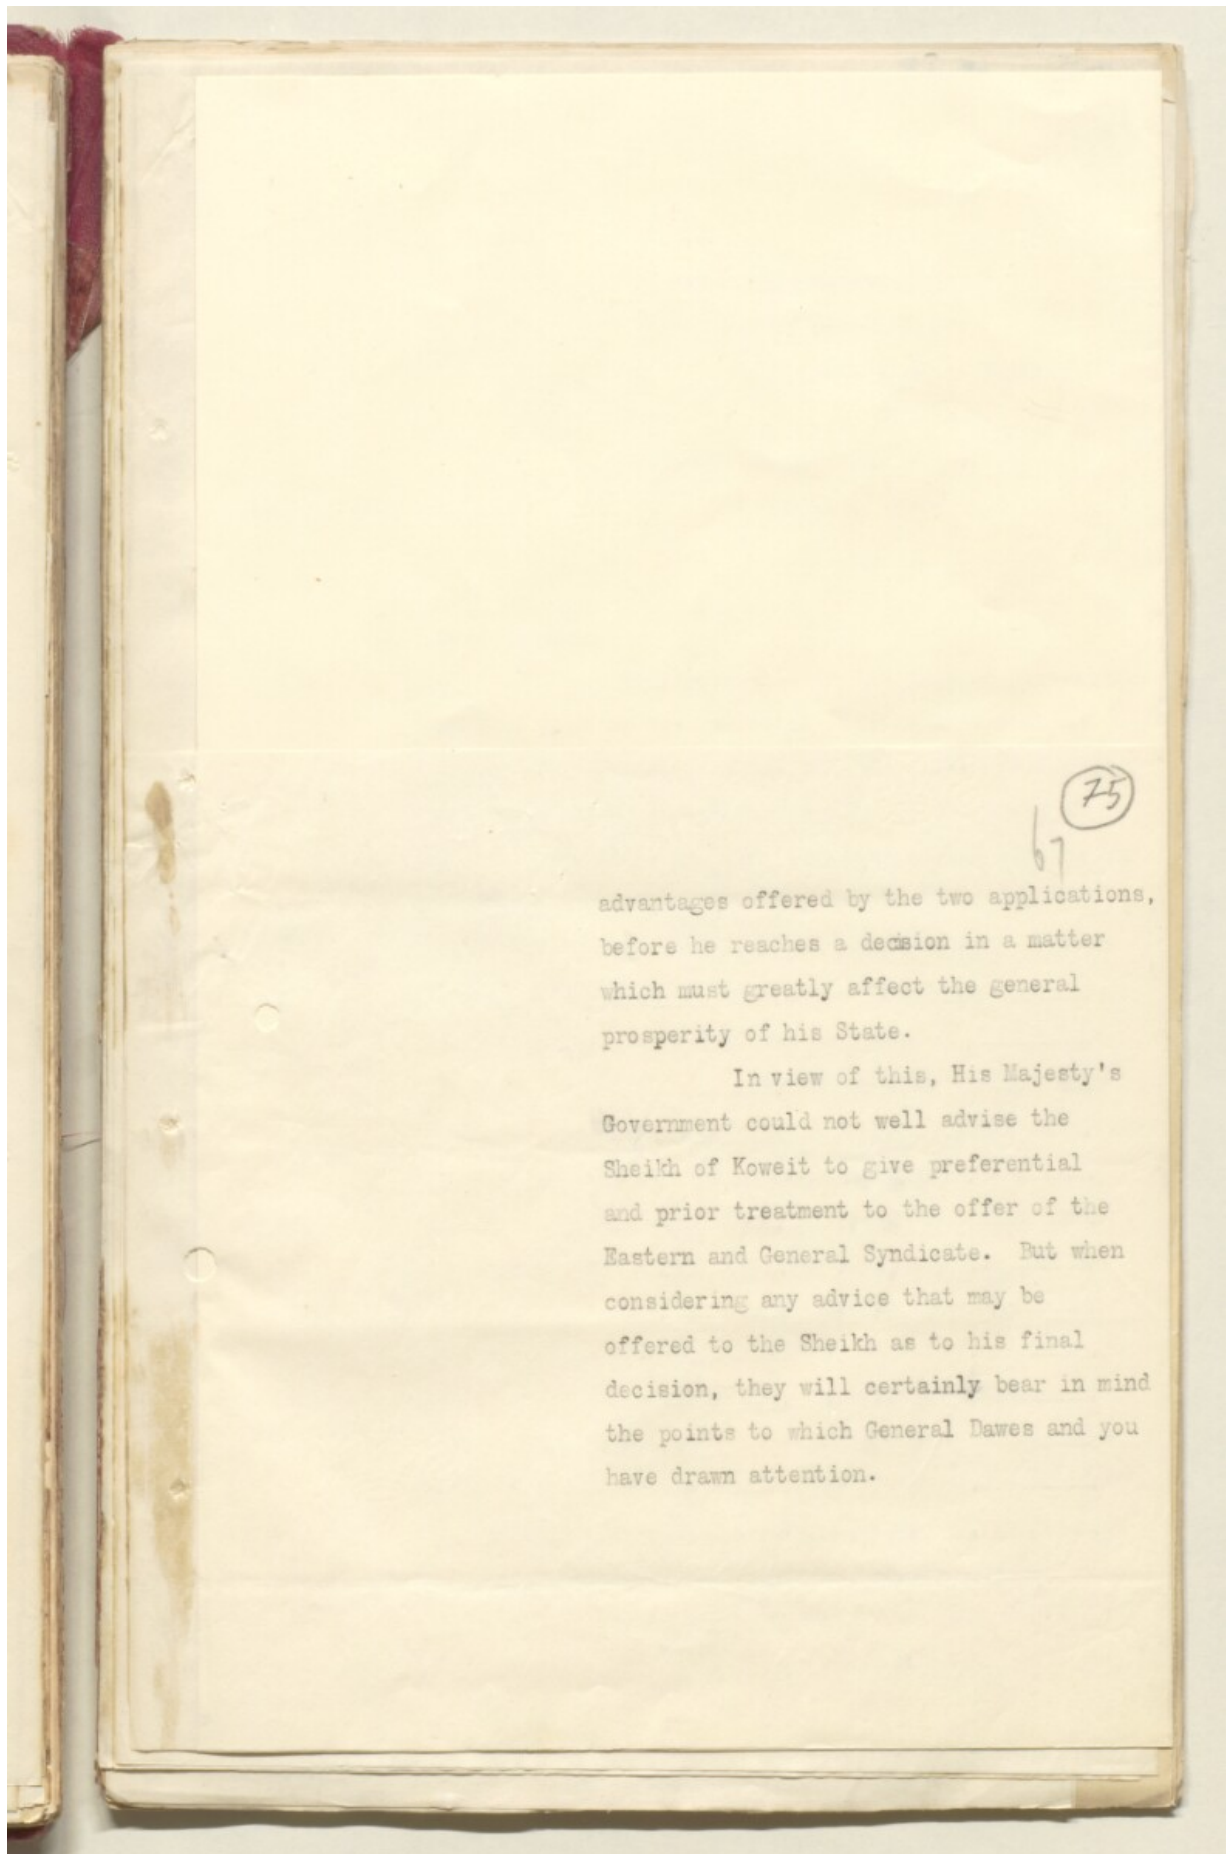 75
67
advantages offered by the two applications,
before he reaches a decision in a matter
which must greatly affect the general
prosperity of his State.
In view of this, His Majesty's
Government could not well advise the
Sheikh of Koweit to give preferential
and prior treatment to the offer of the
Eastern and General Syndicate.  But when
considering any advice that may be
offered to the Sheikh as to his final
decision, they will certainly bear in mind
the points to which General Dawes and you
have drawn attention.